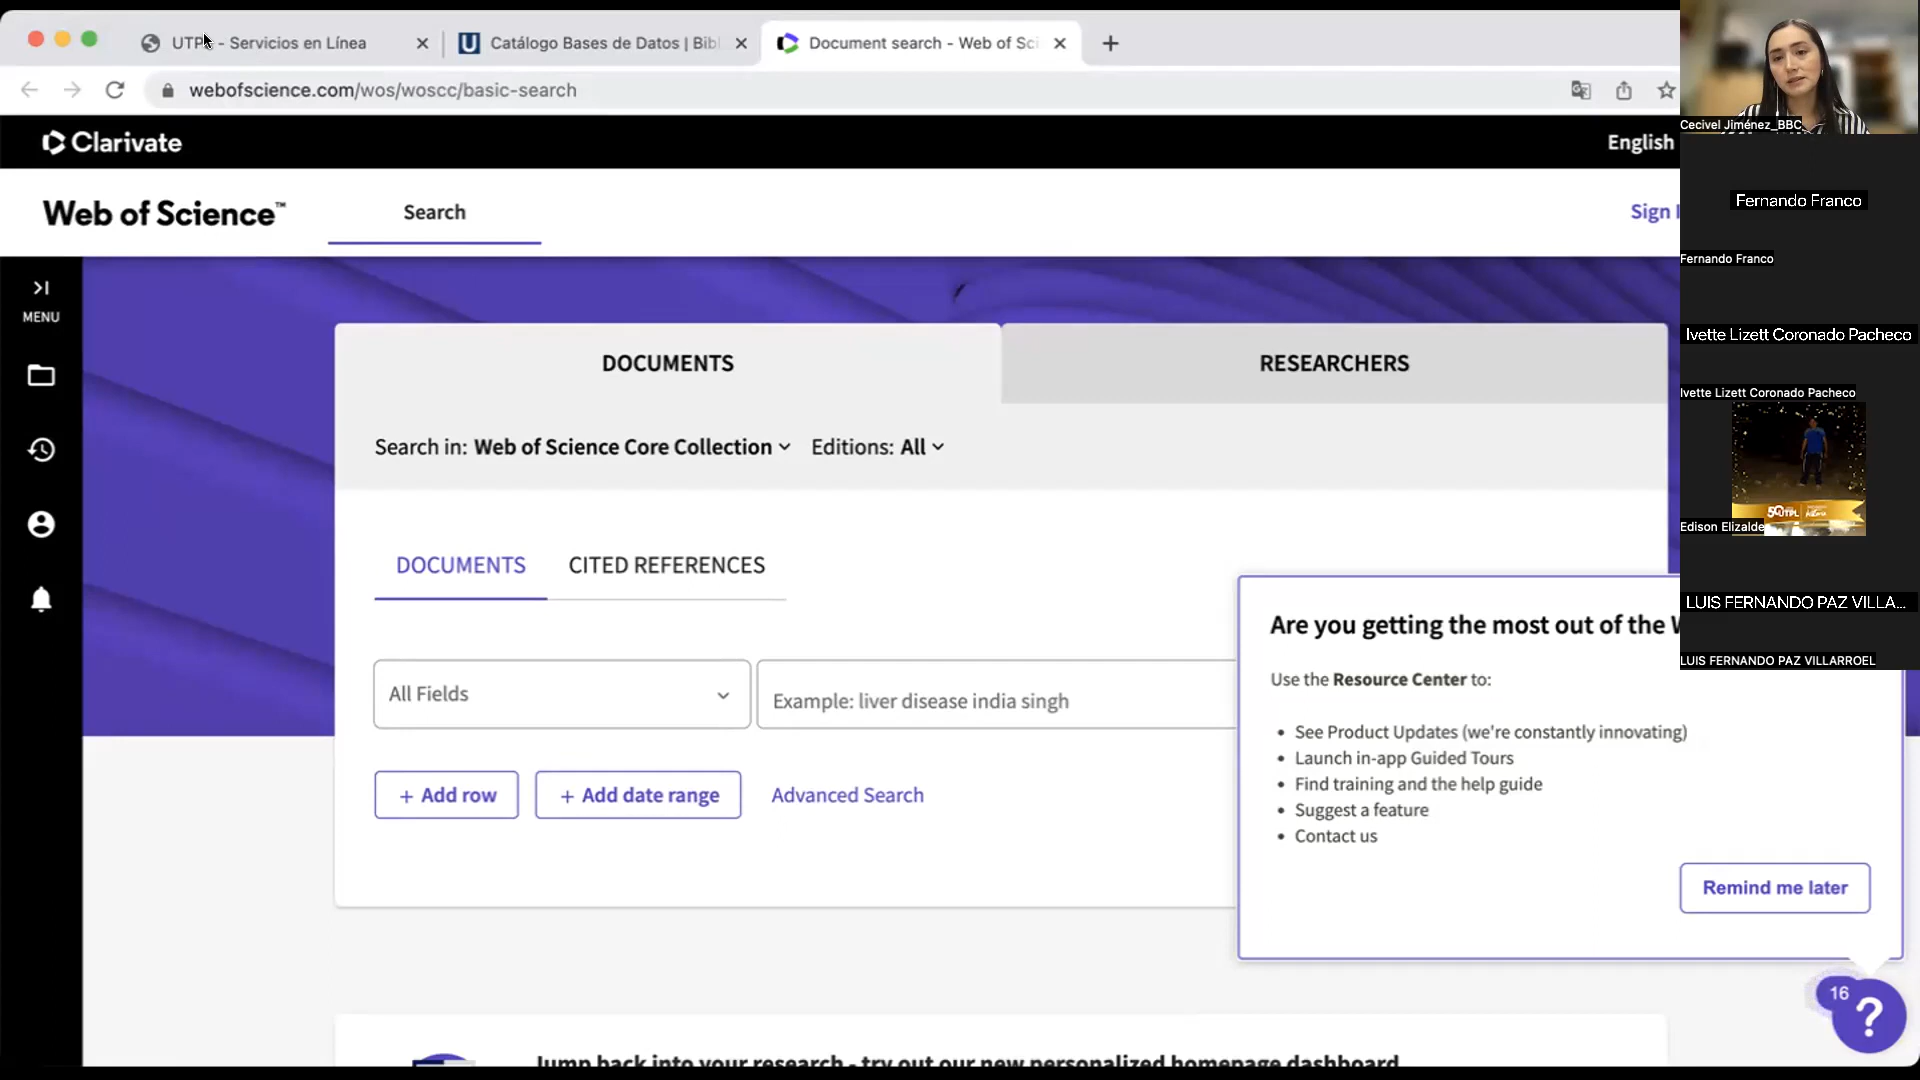 UTPL - Servicios en Línea
Catálogo Bases de Datos | Bib
Document search - Web of Sci
webofscience.com/wos/woscc/basic-search
Clarivate
English
Web of Science™
Search
Sign I
MENU
DOCUMENTS
RESEARCHERS
Search in: Web of Science Core Collection
Editions: All
DOCUMENTS
CITED REFERENCES
All Fields
Example: liver disease india singh
+ Add row
+ Add date range
Advanced Search
Are you getting the most out of the W
Use the Resource Center to:
• See Product Updates (we're constantly innovating)
• Launch in-app Guided Tours
• Find training and the help guide
• Suggest a feature
• Contact us
Remind me later
16
?
Jump back into your research - try out our new personalized homepage dashboard
Cecivel Jiménez_BBC
Fernando Franco
Fernando Franco
Ivette Lizett Coronado Pacheco
Ivette Lizett Coronado Pacheco
UTPL
Edison Elizalde
LUIS FERNANDO PAZ VILLA...
LUIS FERNANDO PAZ VILLARROEL